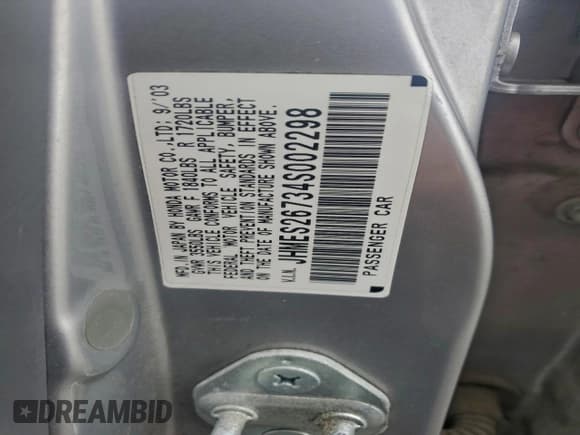 MFD. IN JAPAN BY HONDA MOTOR CO.,LTD; 9/'03
GVWR 3550LBS GAWR F 1840LBS R 1720LBS
THIS VEHICLE CONFORMS TO ALL APPLICABLE
FEDERAL MOTOR VEHICLE SAFETY, BUMPER,
AND THEFT PREVENTION STANDARDS IN EFFECT
ON THE DATE OF MANUFACTURE SHOWN ABOVE.
V.I.N. JHMES26734S002298
PASSENGER CAR
DREAMBID